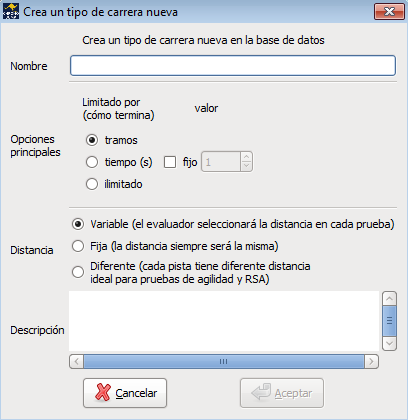 Crea un tipo de carrera nueva
Crea un tipo de carrera nueva en la base de datos
Nombre
Limitado por
(cómo termina)
valor
Opciones
principales
tramos
tiempo (s)
fijo
1
ilimitado
Distancia
Variable (el evaluador seleccionará la distancia en cada prueba)
Fija (la distancia siempre será la misma)
Diferente (cada pista tiene diferente distancia
ideal para pruebas de agilidad y RSA)
Descripción
Cancelar
Aceptar